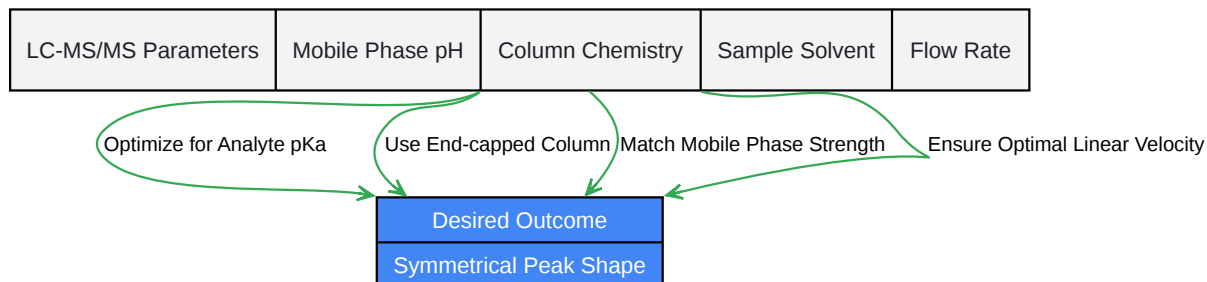 LC-MS/MS Parameters
Mobile Phase pH
Column Chemistry
Sample Solvent
Flow Rate
Optimize for Analyte pKa
Use End-capped Column
Match Mobile Phase Strength
Ensure Optimal Linear Velocity
Desired Outcome
Symmetrical Peak Shape